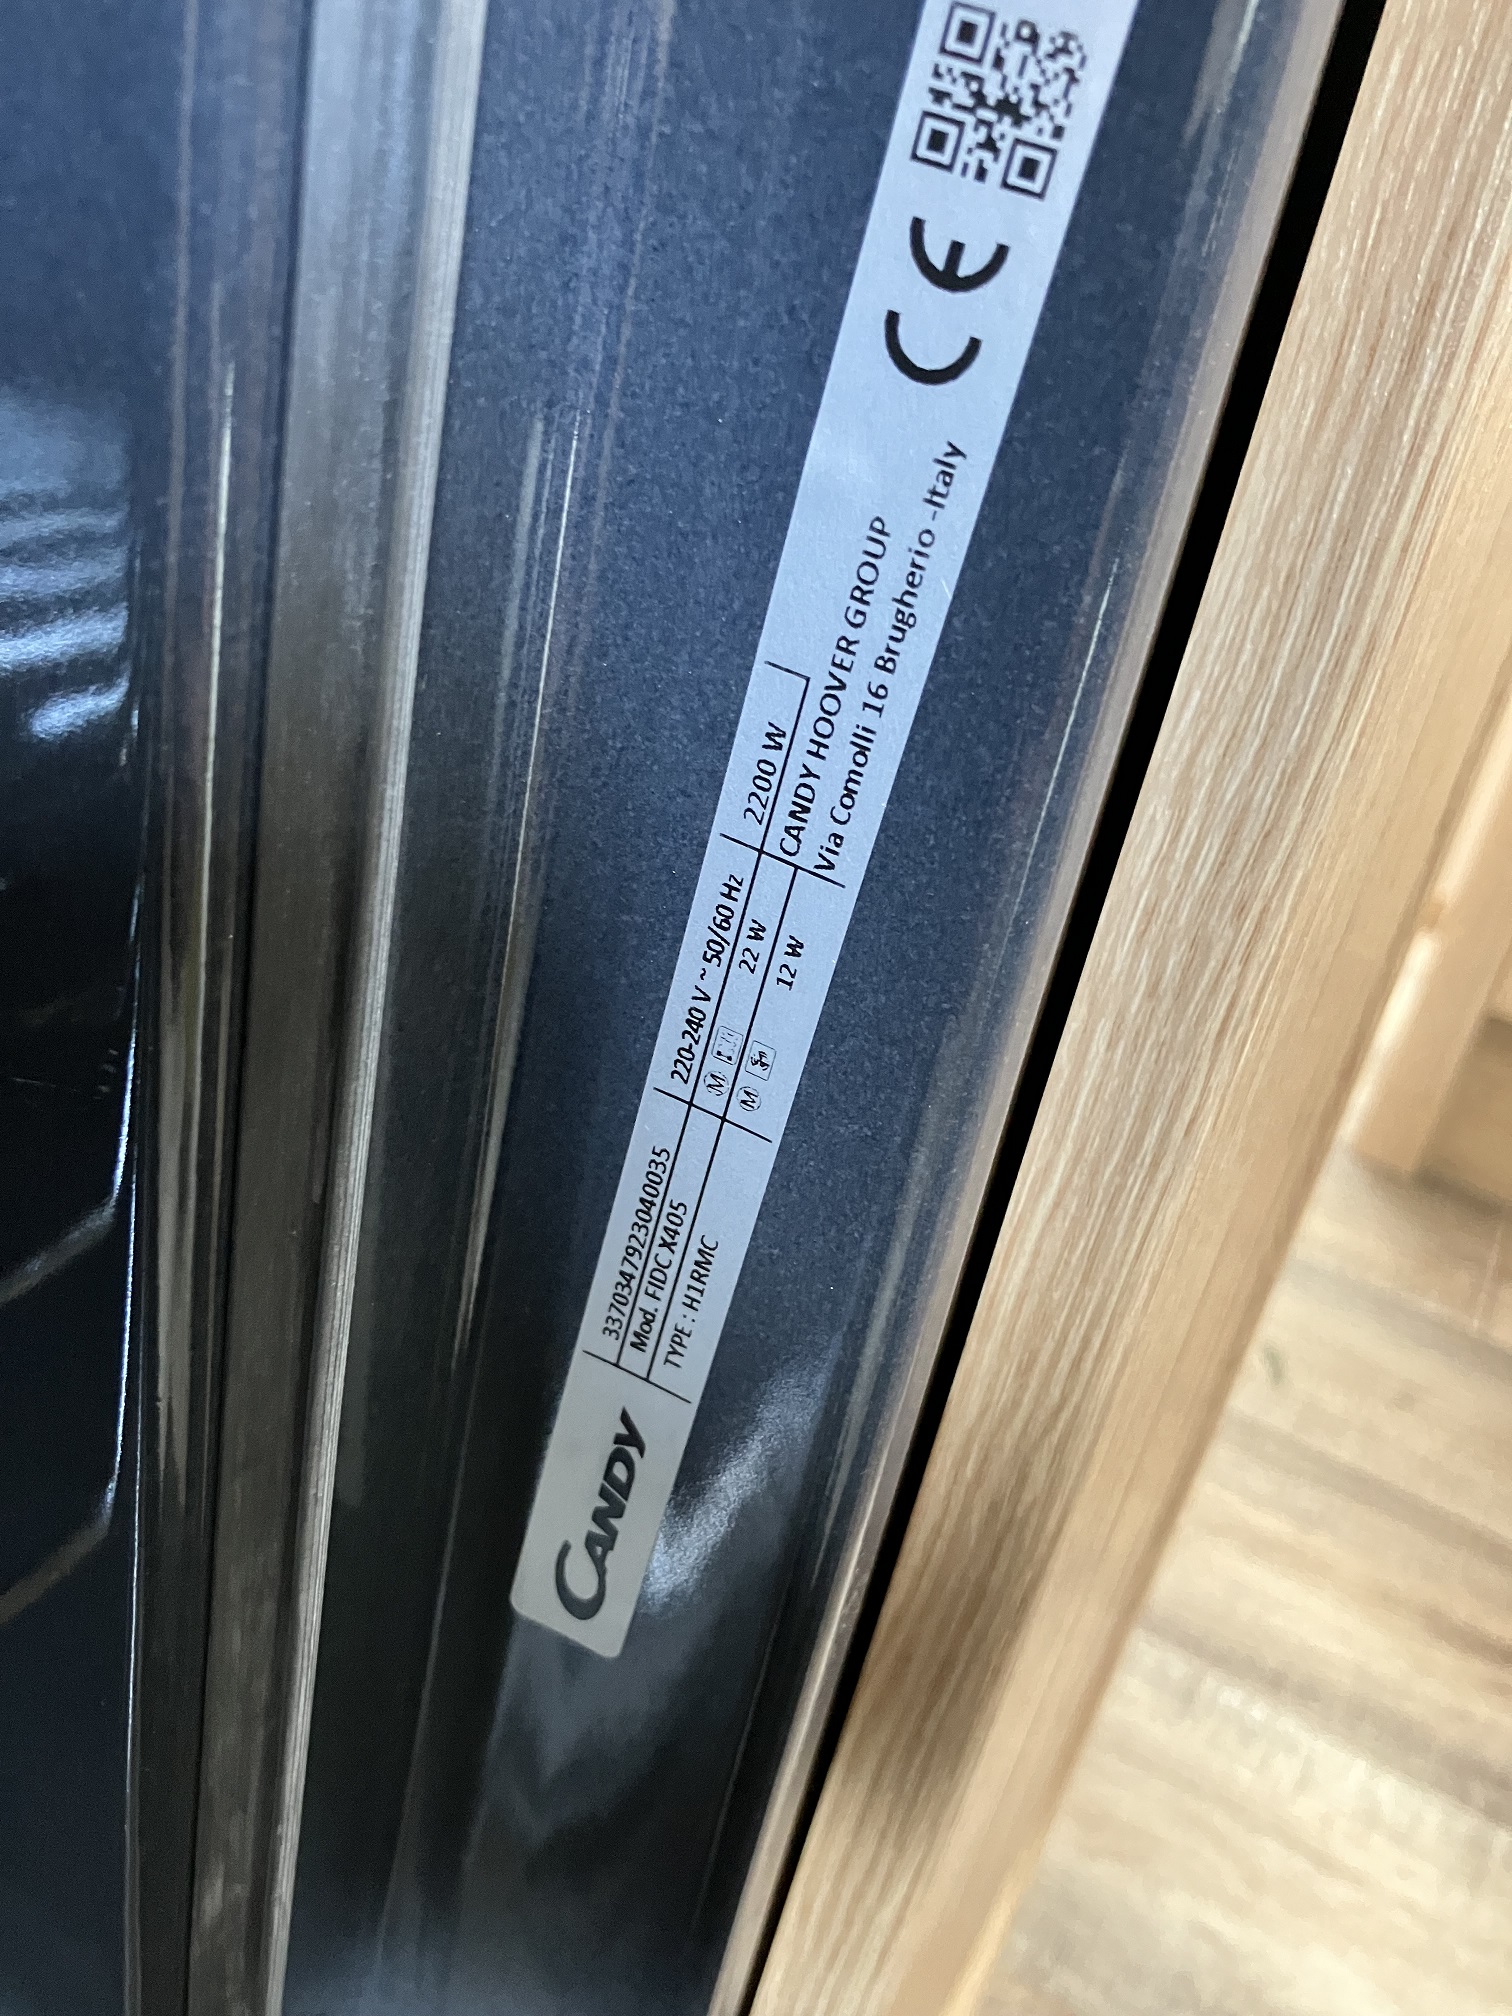 CANDY
3370347923040035
Mod. FIDC X405
TYPE : H1RMC
220-240 V ~ 50/60 Hz
M 22 W
M 12 W
2200 W
CANDY HOOVER GROUP
Via Comolli 16 Brugherio -Italy
CE